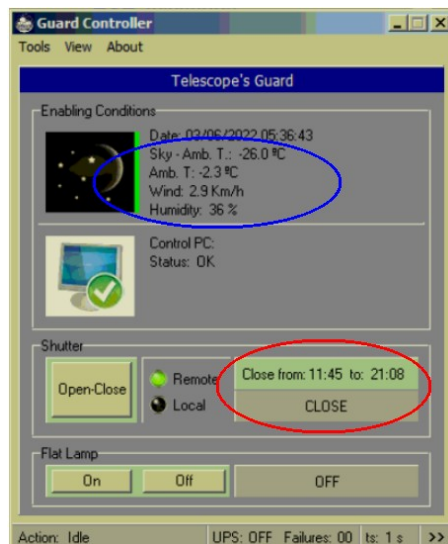 Guard Controller
Tools View About
Telescope's Guard
Enabling Conditions
Date: 03/06/2022 05:36:43
Sky - Amb. T.: -26.0 ºC
Amb. T: -2.3 ºC
Wind: 2.9 Km/h
Humidity: 36 %
Control PC:
Status: OK
Shutter
Open-Close
Remote
Local
Close from: 11:45 to: 21:08
CLOSE
Flat Lamp
On Off OFF
Action: Idle UPS: OFF Failures: 00 ts: 1 s >>